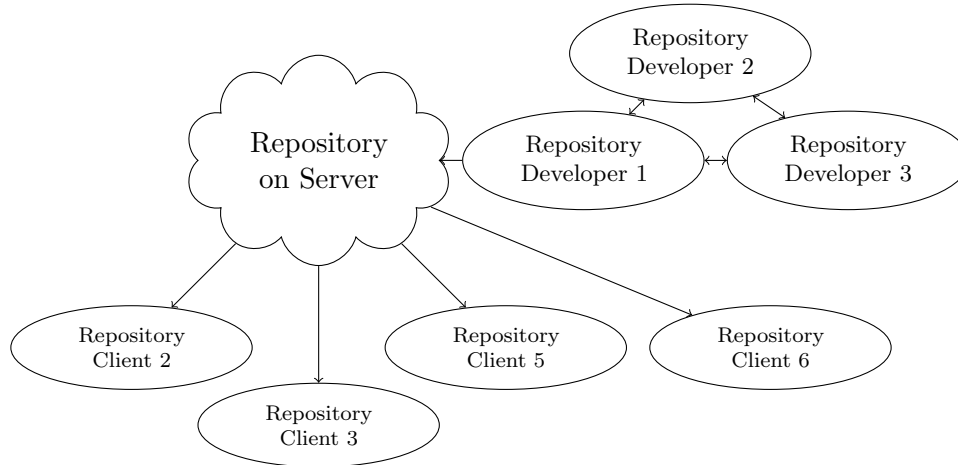 Repository
Developer 2
Repository
on Server
Repository
Developer 1
Repository
Developer 3
Repository
Client 2
Repository
Client 5
Repository
Client 6
Repository
Client 3